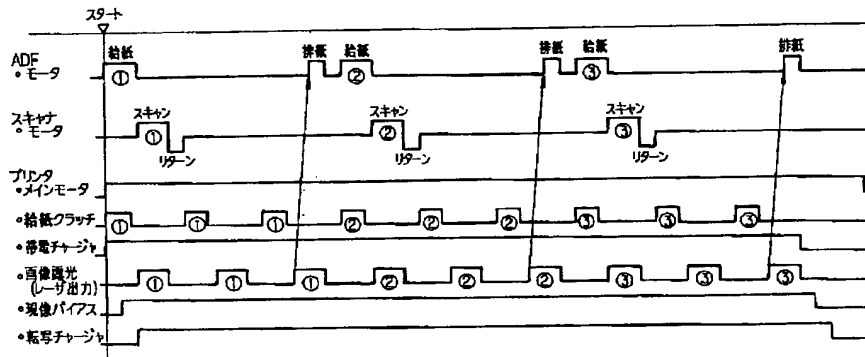 スタート
ADF
・モータ
給紙
①
排紙
給紙
②
排紙
給紙
③
排紙
スキャナ
・モータ
スキャン
①
リターン
スキャン
②
リターン
スキャン
③
リターン
プリンタ
・メインモータ
・給紙クラッチ
① ① ① ② ② ② ③ ③ ③
・帯電チャージャ
・画像露光
(レーザ出力)
① ① ① ② ② ② ③ ③ ③
・現像バイアス
・転写チャージャ